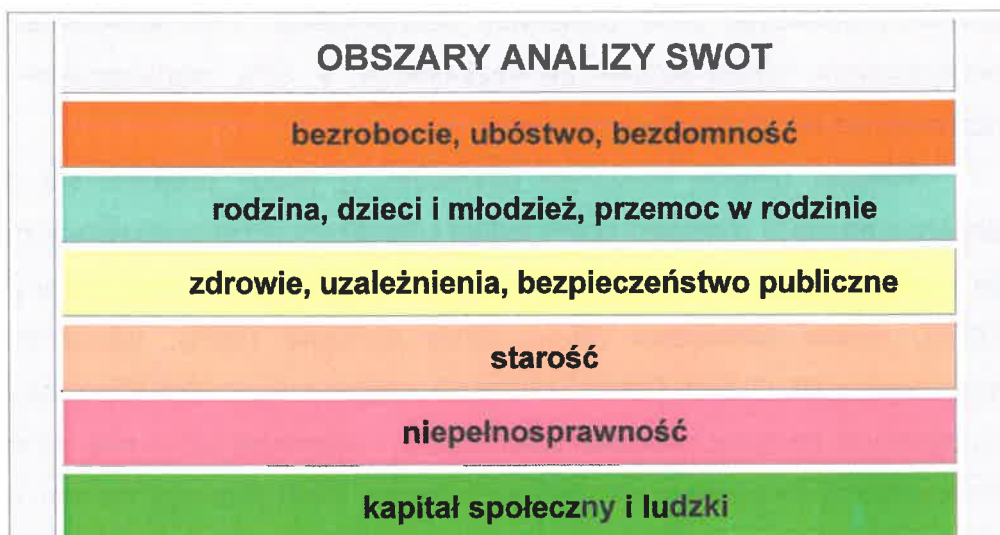 OBSZARY ANALIZY SWOT
bezrobocie, ubóstwo, bezdomność
rodzina, dzieci i młodzież, przemoc w rodzinie
zdrowie, uzależnienia, bezpieczeństwo publiczne
starość
niepełnosprawność
kapitał społeczny i ludzki